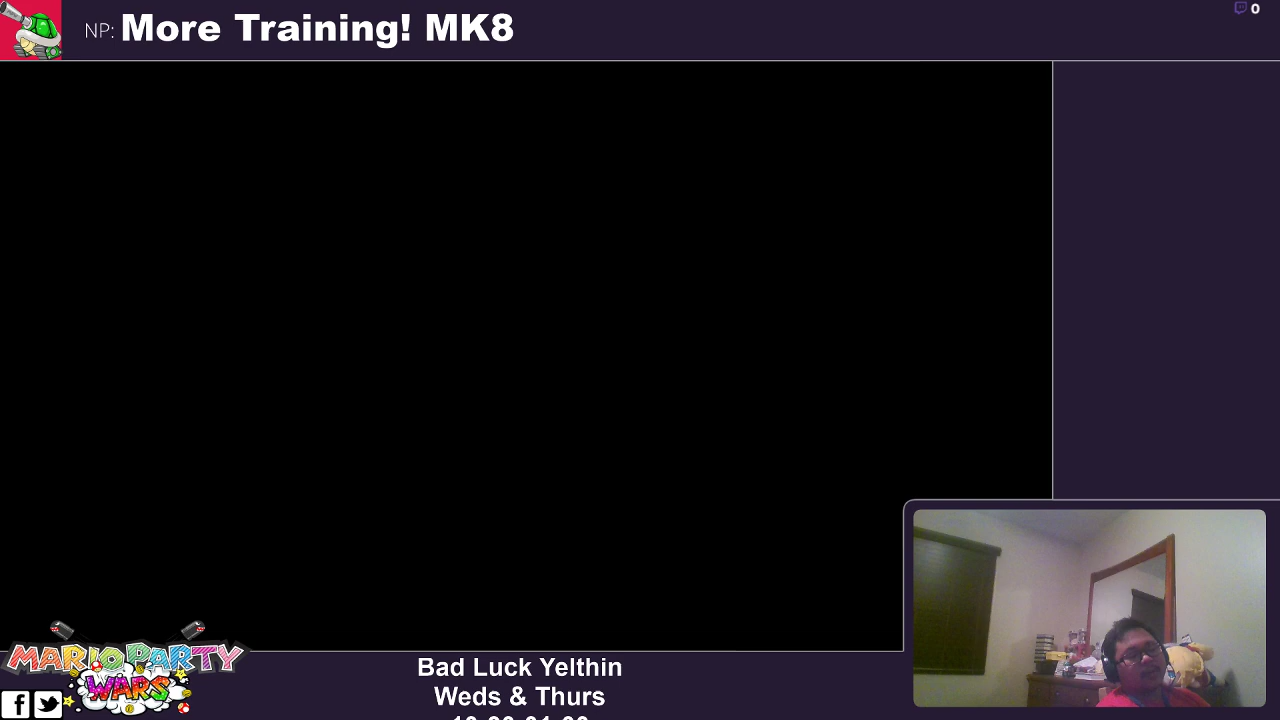 NP: More Training! MK8
0
MARIO PARTY
WARS
Bad Luck Yelthin
Weds & Thurs